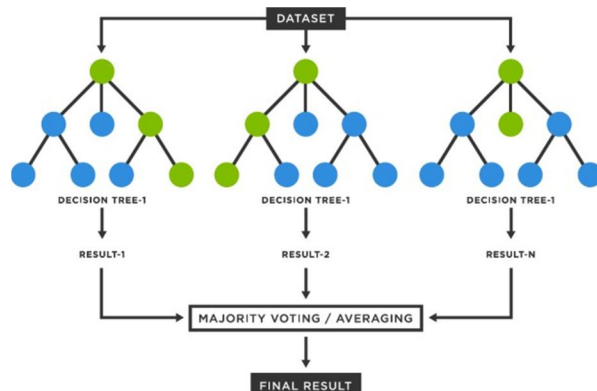 DATASET
DECISION TREE-1
DECISION TREE-1
DECISION TREE-1
RESULT-1
RESULT-2
RESULT-N
MAJORITY VOTING / AVERAGING
FINAL RESULT